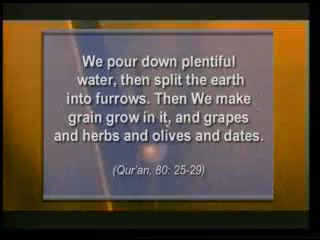 We pour down plentiful
water, then split the earth
into furrows. Then We make
grain grow in it, and grapes
and herbs and olives and dates.
(Qur'an, 80: 25-29)